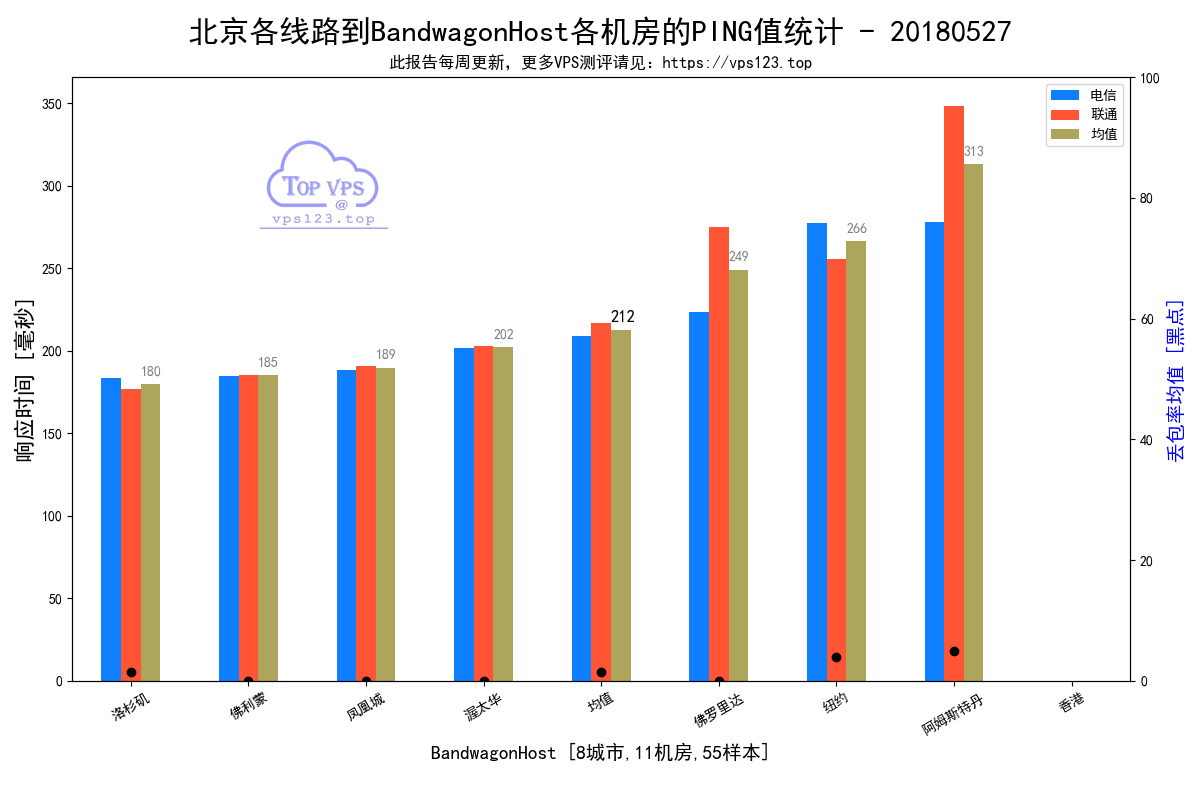 北京各线路到BandwagonHost各机房的PING值统计 - 20180527
此报告每周更新，更多VPS测评请见：https://vps123.top
电信
联通
均值
TOP VPS
@
vps123.top
响应时间 [毫秒]
350
300
250
200
150
100
50
0
180
185
189
202
212
249
266
313
100
80
60
40
20
0
丢包率均值 [黑点]
洛杉矶
佛利蒙
凤凰城
渥太华
均值
佛罗里达
纽约
阿姆斯特丹
香港
BandwagonHost [8城市,11机房,55样本]